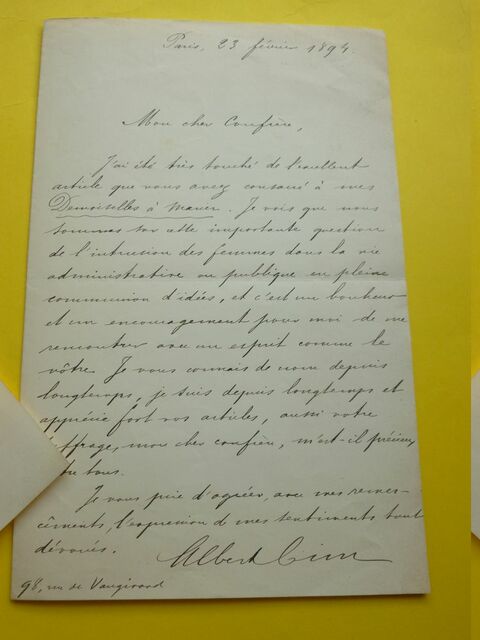 Paris, 23 février 1894.
Mon cher Confrère,
J'ai été très touché de l'excellent
article que vous avez consacré à mes
Demoiselles à marier. Je vois que nous
sommes sur cette importante question
de l'intrusion des femmes dans la vie
administrative ou publique en pleine
communion d'idées, et c'est un bonheur
et un encouragement pour moi de me
rencontrer avec un esprit comme le
vôtre. Je vous connais de nom depuis
longtemps, je suis depuis longtemps et
apprécie fort vos articles, aussi votre
suffrage, mon cher confrère, m'est-il précieux
entre tous.
Je vous prie d'agréer, avec mes remer-
cîments, l'expression de mes sentiments tout
dévoués.
Albert Cim
98, rue de Vaugirard